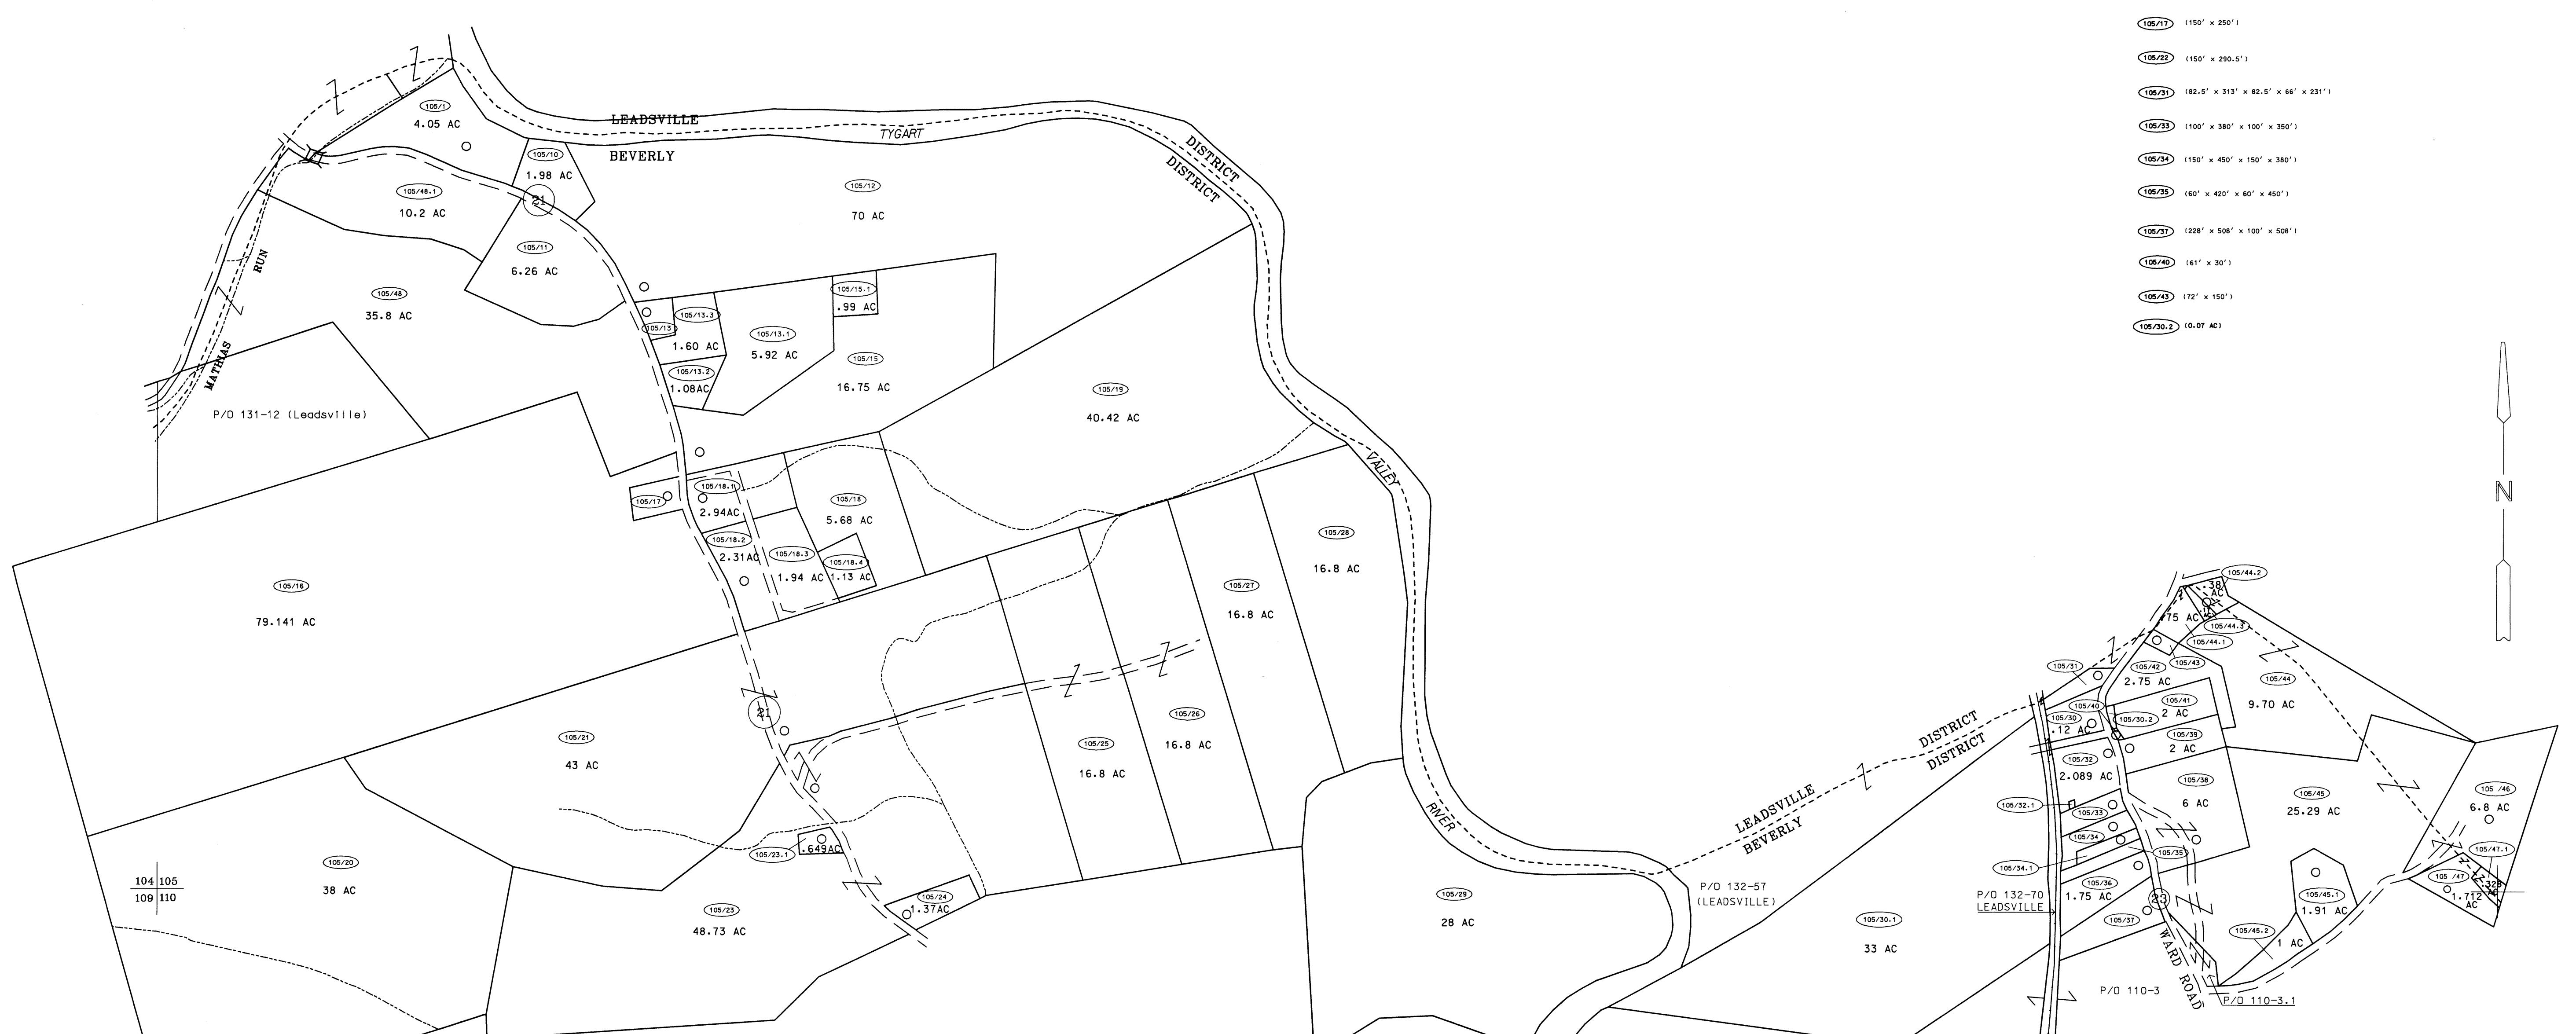 105/17 (150' x 250')
105/22 (150' x 290.5')
105/31 (82.5' x 313' x 82.5' x 66' x 231')
105/33 (100' x 380' x 100' x 350')
105/34 (150' x 450' x 150' x 380')
105/35 (60' x 420' x 60' x 450')
105/37 (228' x 508' x 100' x 508')
105/40 (61' x 30')
105/43 (72' x 150')
105/30.2 (0.07 AC)
N
105/1
4.05 AC
LEADSVILLE
TYGART
BEVERLY
DISTRICT
DISTRICT
105/10
1.98 AC
21
105/48.1
10.2 AC
105/12
70 AC
105/11
6.26 AC
RUN
MATHIAS
105/48
35.8 AC
105/13
105/13.3
1.60 AC
105/13.2
1.08AC
105/13.1
5.92 AC
105/15.1
.99 AC
105/15
16.75 AC
105/19
40.42 AC
P/O 131-12 (Leadsville)
VALLEY
105/17
105/18.1
2.94AC
105/18
5.68 AC
105/18.2
2.31AC
105/18.3
1.94 AC
105/18.4
1.13 AC
105/28
16.8 AC
105/27
16.8 AC
105/16
79.141 AC
21
105/26
16.8 AC
105/25
16.8 AC
105/21
43 AC
105/23.1
.649AC
RIVER
105/20
38 AC
104 105
109 110
105/23
48.73 AC
105/24
1.37AC
105/29
28 AC
LEADSVILLE
BEVERLY
DISTRICT
DISTRICT
P/O 132-57
(LEADSVILLE)
105/30.1
33 AC
P/O 132-70
LEADSVILLE
105/44.2
.38
AC
.75 AC
105/44.3
105/44.1
105/43
105/31
105/42
2.75 AC
105/44
9.70 AC
105/41
2 AC
105/40
105/30
.12 AC
105/30.2
105/39
2 AC
105/32
2.089 AC
105/38
6 AC
105/32.1
105/33
105/34
105/35
105/34.1
105/36
1.75 AC
23
105/37
105/45
25.29 AC
105/46
6.8 AC
105/47.1
.328
105/47
1.712
AC
105/45.1
1.91 AC
105/45.2
1 AC
WARD ROAD
P/O 110-3
P/O 110-3.1